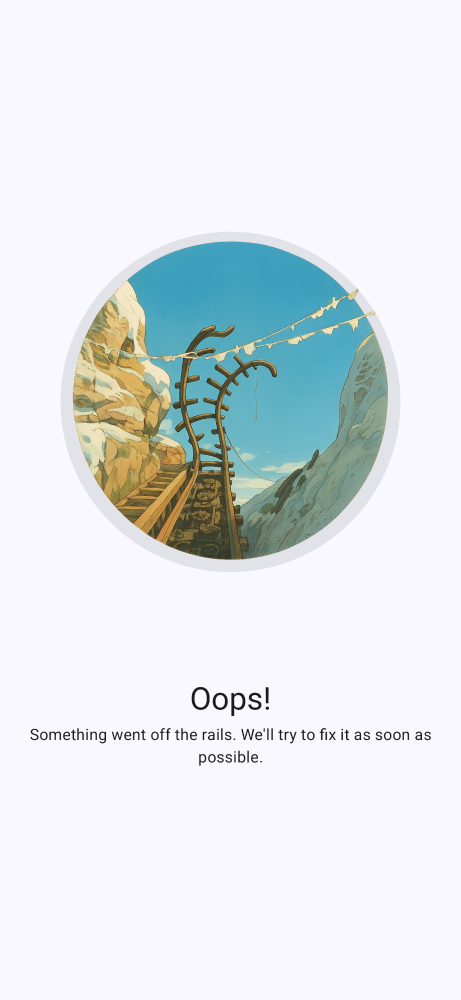 Oops!
Something went off the rails. We'll try to fix it as soon as
possible.